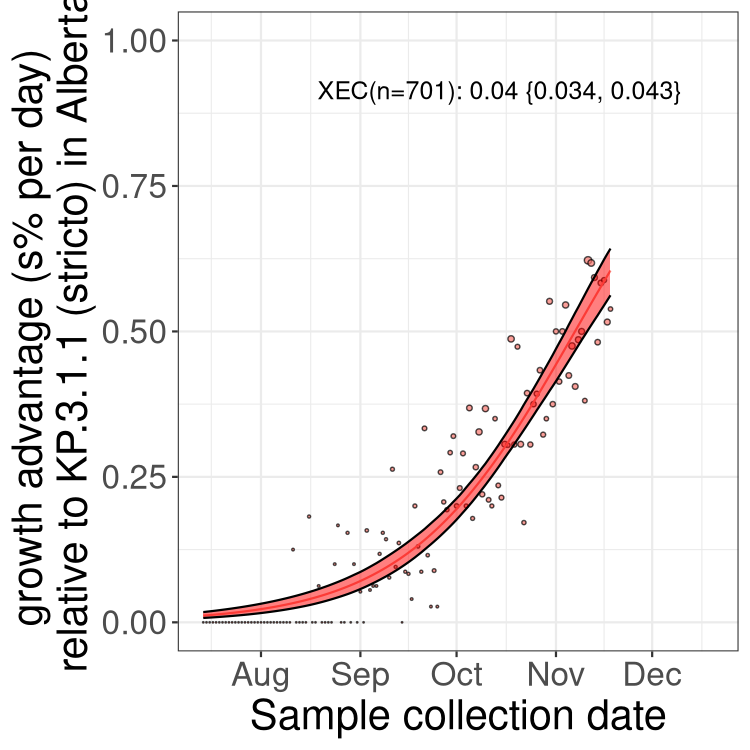 growth advantage (s% per day)
relative to KP.3.1.1 (stricto) in Alberta
1.00
0.75
0.50
0.25
0.00
XEC(n=701): 0.04 {0.034, 0.043}
Aug Sep Oct Nov Dec
Sample collection date